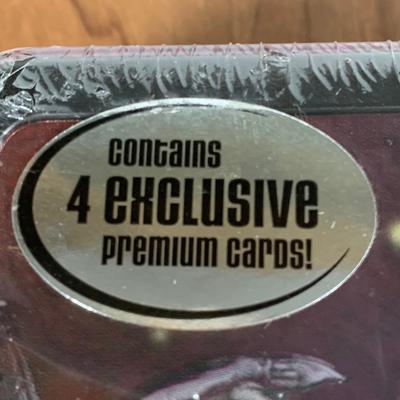 contains
4 exclusive
premium cards!